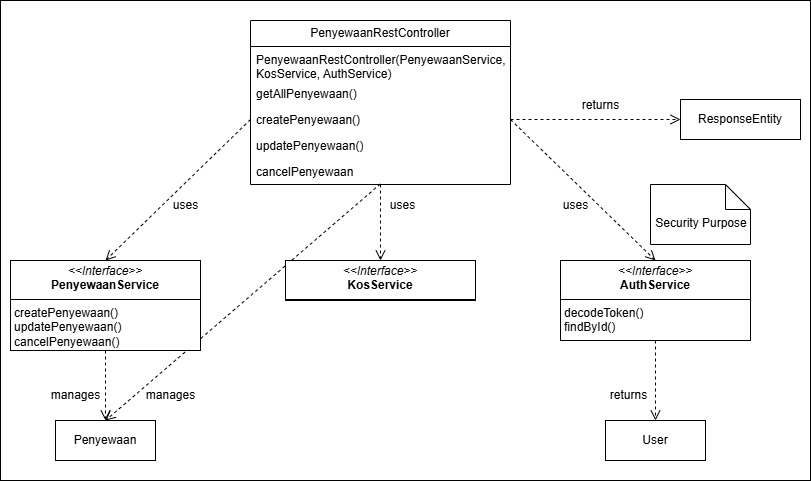 PenyewaanRestController
PenyewaanRestController(PenyewaanService,
KosService, AuthService)
getAllPenyewaan()
createPenyewaan()
updatePenyewaan()
cancelPenyewaan
returns
ResponseEntity
uses
uses
uses
Security Purpose
<<Interface>>
PenyewaanService
createPenyewaan()
updatePenyewaan()
cancelPenyewaan()
<<Interface>>
KosService
<<Interface>>
AuthService
decodeToken()
findById()
manages
manages
returns
Penyewaan
User